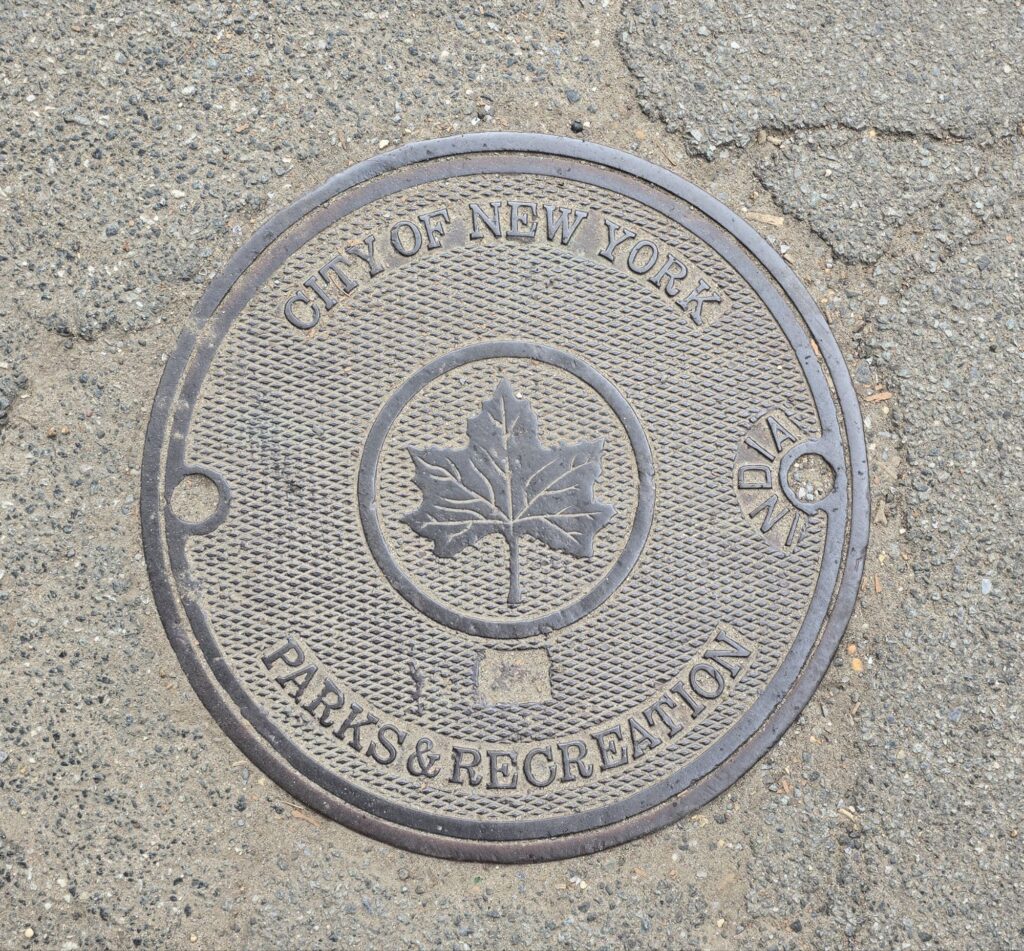 CITY OF NEW YORK
INDIA
PARKS & RECREATION